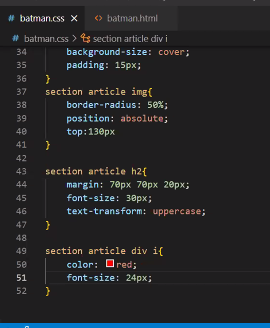 batman.css × batman.html
batman.css > section article div i
34 background-size: cover;
35 padding: 15px;
36 }
37 section article img{
38 border-radius: 50%;
39 position: absolute;
40 top:130px
41 }
42
43 section article h2{
44 margin: 70px 70px 20px;
45 font-size: 30px;
46 text-transform: uppercase;
47 }
48
49 section article div i{
50 color: red;
51 font-size: 24px;
52 }